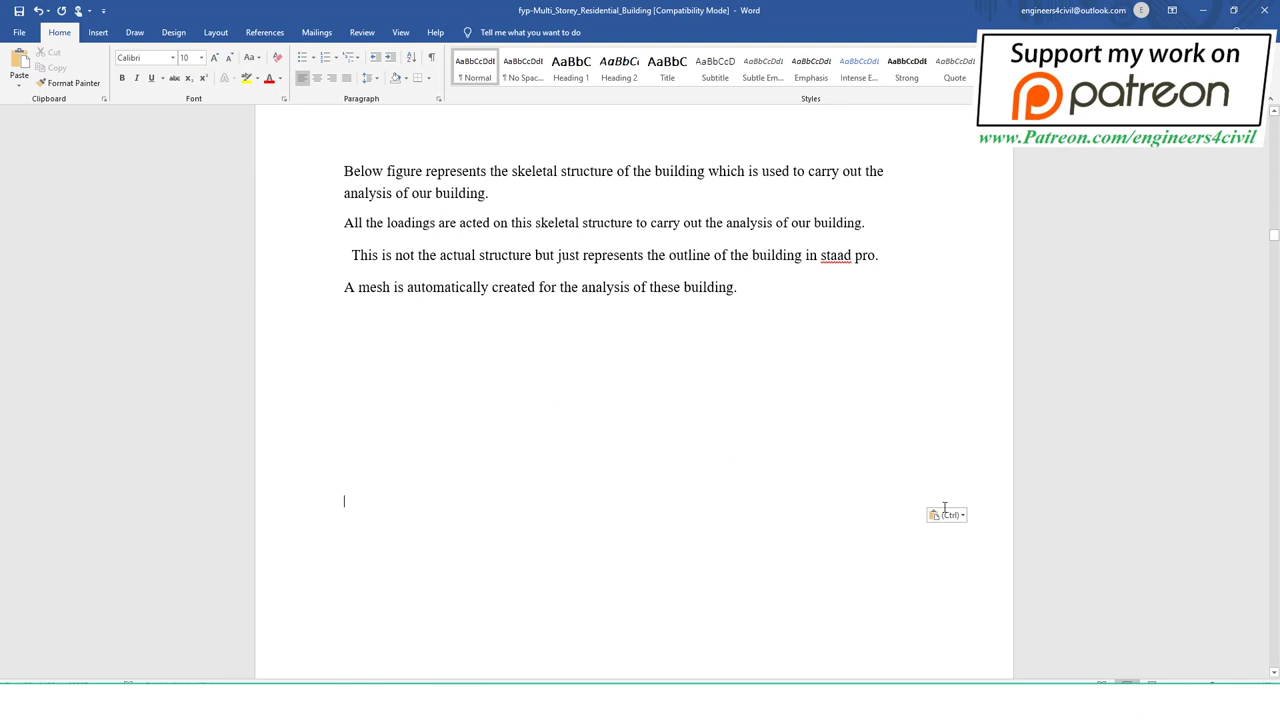 fyp-Multi_Storey_Residential_Building [Compatibility Mode] - Word
engineers4civil@outlook.com E
File Home Insert Draw Design Layout References Mailings Review View Help Tell me what you want to do
Support my work on
patreon
www.Patreon.com/engineers4civil
Paste
Cut
Copy
Format Painter
Clipboard
Calibri 10
Aa
B I U abc x₂ x²
A A
Font
Paragraph
AaBbCcDdI AaBbCcDdI AaBbC AaBbCi AaBbC AaBbCcD AaBbCcDdI AaBbCcDdI AaBbCcDdI AaBbCcDdI AaBbCcDdI
¶ Normal ¶ No Spac... Heading 1 Heading 2 Title Subtitle Subtle Em... Emphasis Intense E... Strong Quote
Styles
Below figure represents the skeletal structure of the building which is used to carry out the
analysis of our building.
All the loadings are acted on this skeletal structure to carry out the analysis of our building.
This is not the actual structure but just represents the outline of the building in staad pro.
A mesh is automatically created for the analysis of these building.
(Ctrl)